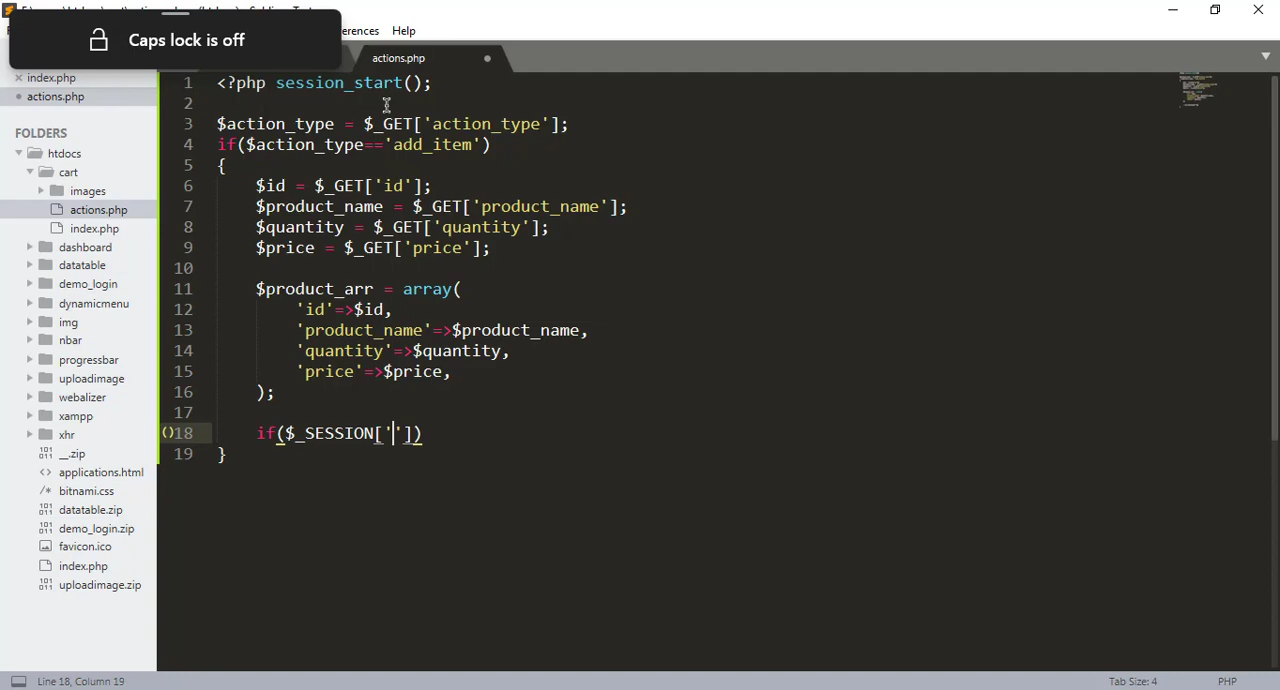 Caps lock is off
erences Help
actions.php
index.php
actions.php
FOLDERS
htdocs
cart
images
actions.php
index.php
dashboard
datatable
demo_login
dynamicmenu
img
nbar
progressbar
uploadimage
webalizer
xampp
xhr
__.zip
applications.html
bitnami.css
datatable.zip
demo_login.zip
favicon.ico
index.php
uploadimage.zip
1 <?php session_start();
2
3 $action_type = $_GET['action_type'];
4 if($action_type=='add_item')
5 {
6 $id = $_GET['id'];
7 $product_name = $_GET['product_name'];
8 $quantity = $_GET['quantity'];
9 $price = $_GET['price'];
10
11 $product_arr = array(
12 'id'=>$id,
13 'product_name'=>$product_name,
14 'quantity'=>$quantity,
15 'price'=>$price,
16 );
17
18 if($_SESSION[''])
19 }
Line 18, Column 19
Tab Size: 4
PHP